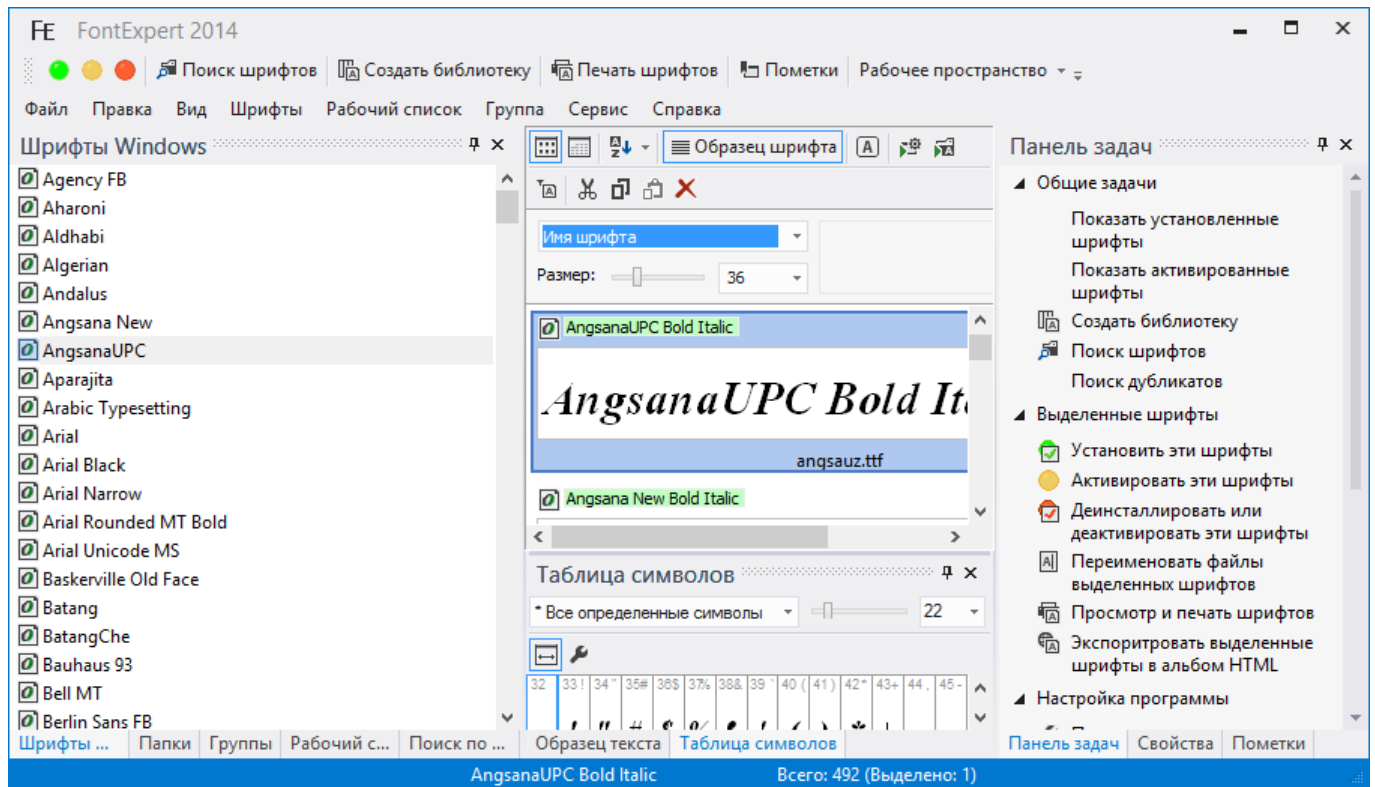 FE FontExpert 2014
Поиск шрифтов Создать библиотеку Печать шрифтов Пометки Рабочее пространство
Файл Правка Вид Шрифты Рабочий список Группа Сервис Справка
Шрифты Windows
Agency FB
Aharoni
Aldhabi
Algerian
Andalus
Angsana New
AngsanaUPC
Aparajita
Arabic Typesetting
Arial
Arial Black
Arial Narrow
Arial Rounded MT Bold
Arial Unicode MS
Baskerville Old Face
Batang
BatangChe
Bauhaus 93
Bell MT
Berlin Sans FB
Шрифты ... Папки Группы Рабочий с... Поиск по ...
Образец шрифта
Имя шрифта
Размер: 36
AngsanaUPC Bold Italic
AngsanaUPC Bold Ita
angsauz.ttf
Angsana New Bold Italic
Таблица символов
* Все определенные символы 22
32 33 ! 34 " 35# 36$ 37% 38& 39 ' 40 ( 41 ) 42 * 43+ 44 , 45 -
! " # $ % & ' ( ) * +
Образец текста Таблица символов
Панель задач
Общие задачи
Показать установленные
шрифты
Показать активированные
шрифты
Создать библиотеку
Поиск шрифтов
Поиск дубликатов
Выделенные шрифты
Установить эти шрифты
Активировать эти шрифты
Деинсталлировать или
деактивировать эти шрифты
Переименовать файлы
выделенных шрифтов
Просмотр и печать шрифтов
Экспоритровать выделенные
шрифты в альбом HTML
Настройка программы
Панель задач Свойства Пометки
AngsanaUPC Bold Italic Всего: 492 (Выделено: 1)